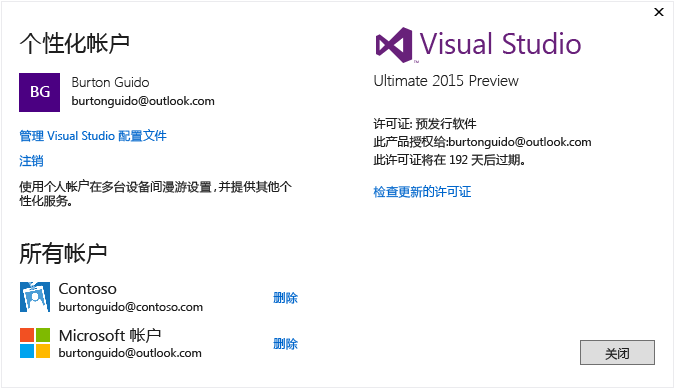 个性化帐户
BG
Burton Guido
burtonguido@outlook.com
管理 Visual Studio 配置文件
注销
使用个人帐户在多台设备间漫游设置,并提供其他个
性化服务。
所有帐户
Contoso
burtonguido@contoso.com
删除
Microsoft 帐户
burtonguido@outlook.com
删除
Visual Studio™
Ultimate 2015 Preview
许可证: 预发行软件
此产品授权给:burtonguido@outlook.com
此许可证将在 192 天后过期。
检查更新的许可证
关闭